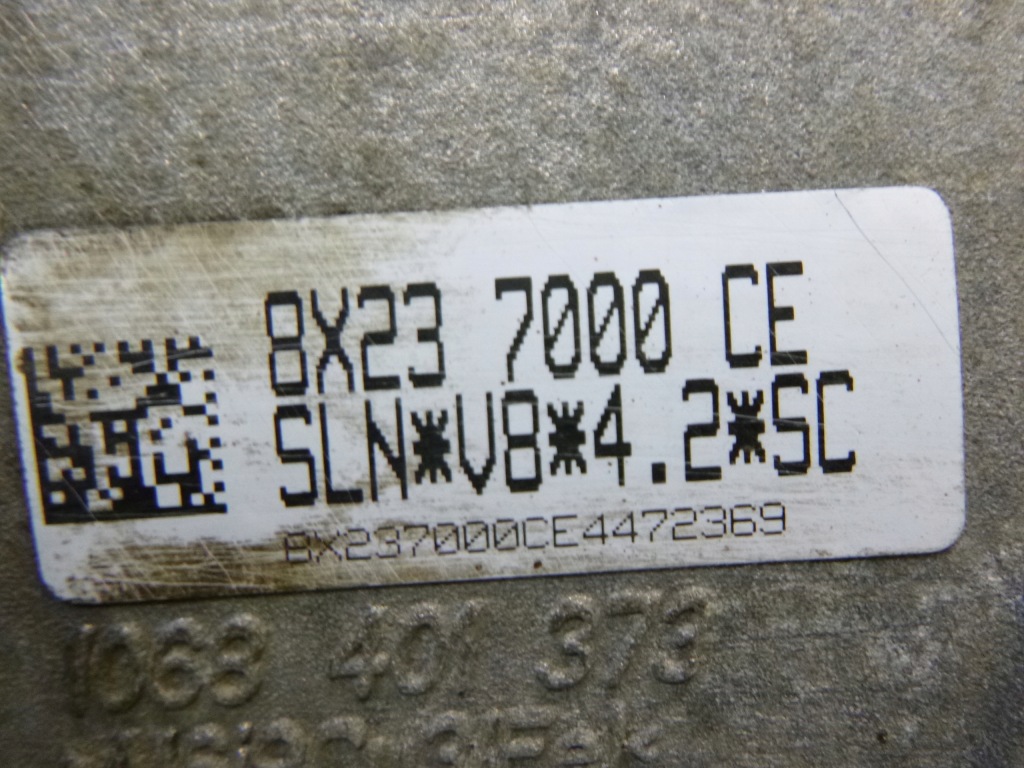 8X23 7000 CE
SLN*V8*4.2*SC
8X237000CE4472369
1068 401 373